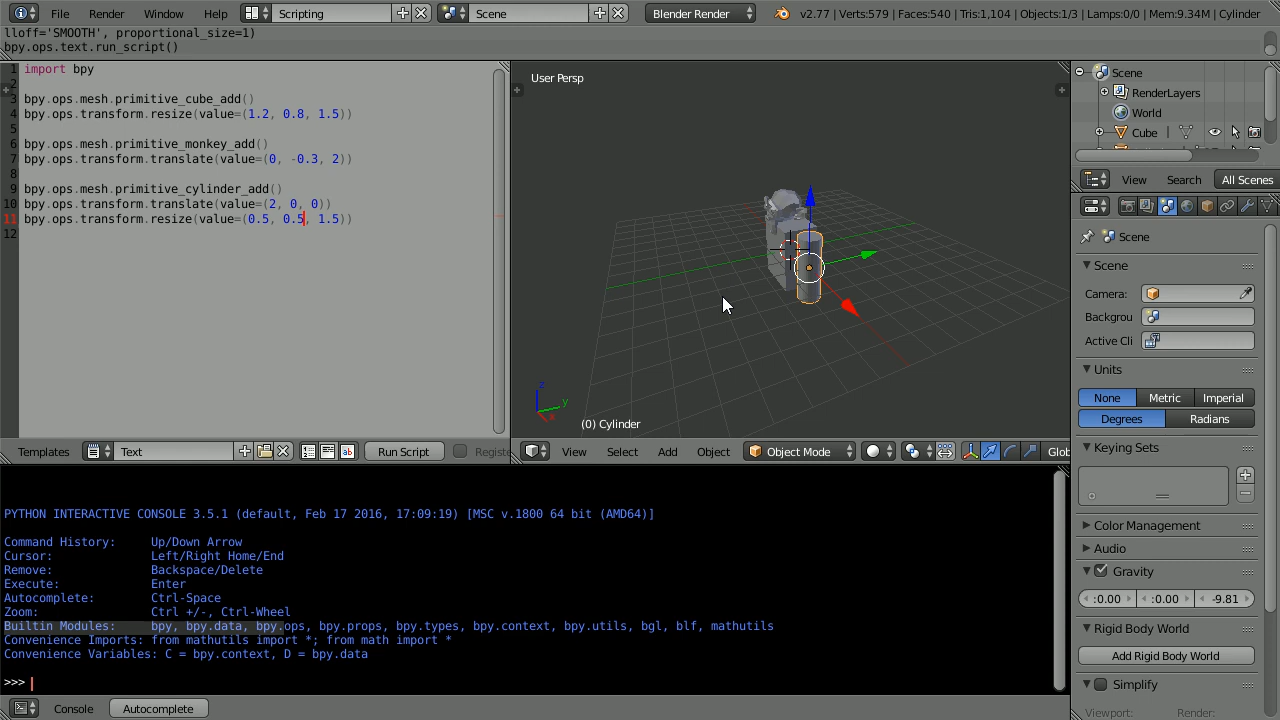 File Render Window Help Scripting Scene Blender Render v2.77 | Verts:579 | Faces:540 | Tris:1,104 | Objects:1/3 | Lamps:0/0 | Mem:9.34M | Cylinder
lloff='SMOOTH', proportional_size=1)
bpy.ops.text.run_script()
1 import bpy
2
3 bpy.ops.mesh.primitive_cube_add()
4 bpy.ops.transform.resize(value=(1.2, 0.8, 1.5))
5
6 bpy.ops.mesh.primitive_monkey_add()
7 bpy.ops.transform.translate(value=(0, -0.3, 2))
8
9 bpy.ops.mesh.primitive_cylinder_add()
10 bpy.ops.transform.translate(value=(2, 0, 0))
11 bpy.ops.transform.resize(value=(0.5, 0.5, 1.5))
12
Templates Text Run Script Registe
User Persp
z
y
x
(0) Cylinder
View Select Add Object Object Mode Glob
PYTHON INTERACTIVE CONSOLE 3.5.1 (default, Feb 17 2016, 17:09:19) [MSC v.1800 64 bit (AMD64)]
Command History: Up/Down Arrow
Cursor: Left/Right Home/End
Remove: Backspace/Delete
Execute: Enter
Autocomplete: Ctrl-Space
Zoom: Ctrl +/-, Ctrl-Wheel
Builtin Modules: bpy, bpy.data, bpy.ops, bpy.props, bpy.types, bpy.context, bpy.utils, bgl, blf, mathutils
Convenience Imports: from mathutils import *; from math import *
Convenience Variables: C = bpy.context, D = bpy.data
>>>
Console Autocomplete
Scene
RenderLayers
World
Cube
View Search All Scenes
Scene
Scene
Camera:
Backgrou
Active Cli
Units
None Metric Imperial
Degrees Radians
Keying Sets
Color Management
Audio
Gravity
:0.00 :0.00 -9.81
Rigid Body World
Add Rigid Body World
Simplify
Viewport: Render: